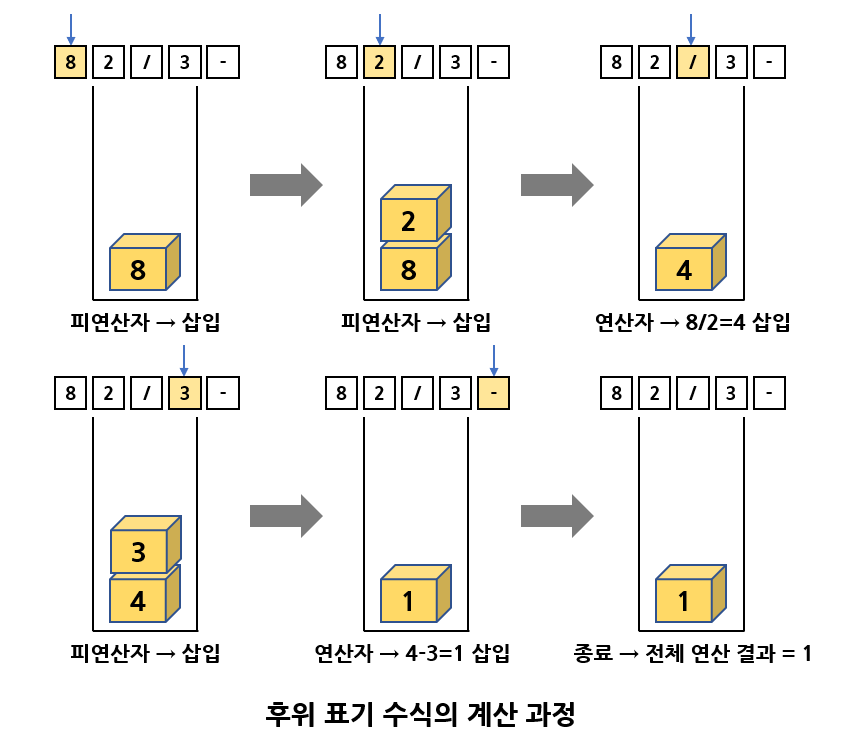 8 2 / 3 -
8 2 / 3 -
8 2 / 3 -
8
2
8
4
피연산자 → 삽입
피연산자 → 삽입
연산자 → 8/2=4 삽입
8 2 / 3 -
8 2 / 3 -
8 2 / 3 -
3
4
1
1
피연산자 → 삽입
연산자 → 4-3=1 삽입
종료 → 전체 연산 결과 = 1
후위 표기 수식의 계산 과정